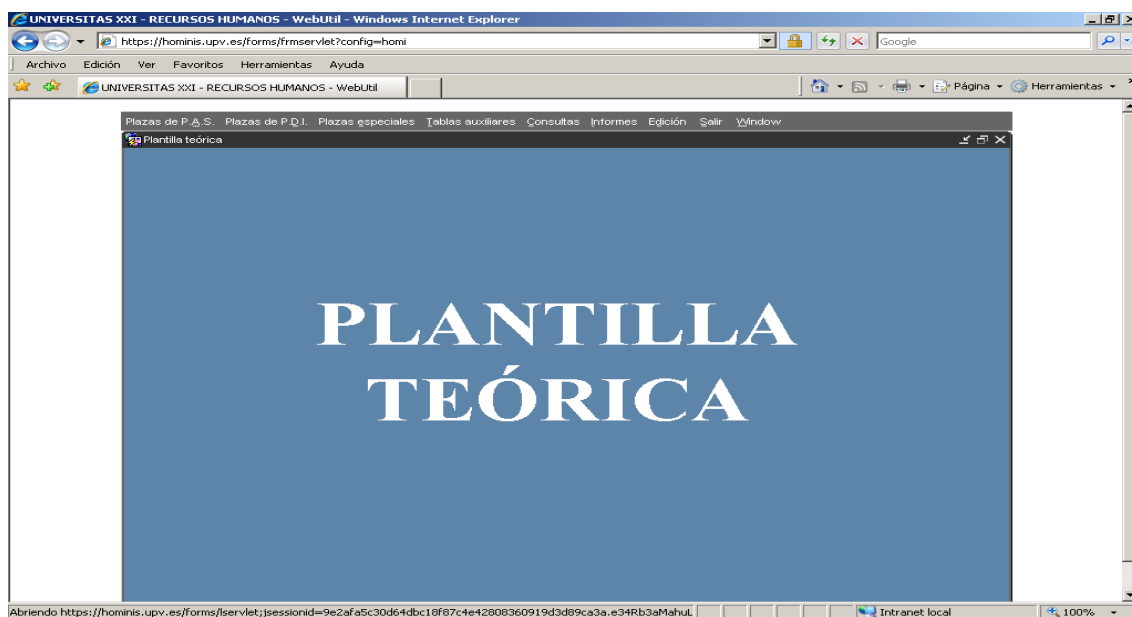 UNIVERSITAS XXI - RECURSOS HUMANOS - WebUtil - Windows Internet Explorer
https://hominis.upv.es/forms/frmservlet?config=homi
Google
Archivo Edición Ver Favoritos Herramientas Ayuda
UNIVERSITAS XXI - RECURSOS HUMANOS - WebUtil
Página Herramientas
Plazas de P.A.S. Plazas de P.D.I. Plazas especiales Tablas auxiliares Consultas Informes Edición Salir Window
Plantilla teórica
PLANTILLA
TEÓRICA
Abriendo https://hominis.upv.es/forms/lservlet;jsessionid=9e2afa5c30d64dbc18f87c4e42808360919d3d89ca3a.e34Rb3aMahuL
Intranet local
100%